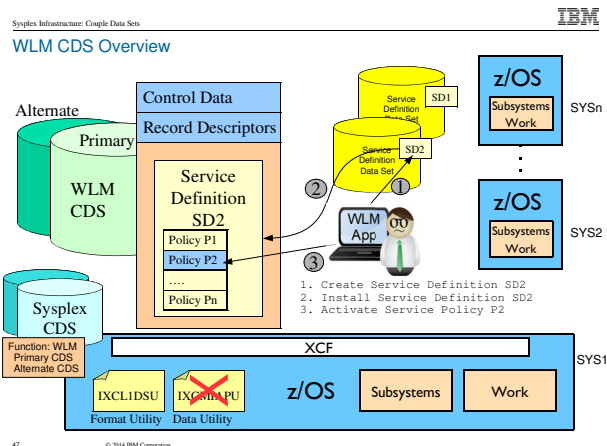 Sysplex Infrastructure: Couple Data Sets
IBM
WLM CDS Overview
Alternate
Primary
WLM
CDS
Control Data
Record Descriptors
Service
Definition
SD2
Policy P1
Policy P2
....
Policy Pn
Service
Definition
Data Set
SD1
Service
Definition
Data Set
SD2
2
1
3
WLM
App
z/OS
Subsystems
Work
SYSn
z/OS
Subsystems
Work
SYS2
1. Create Service Definition SD2
2. Install Service Definition SD2
3. Activate Service Policy P2
Sysplex
CDS
Function: WLM
Primary CDS
Alternate CDS
XCF
SYS1
IXCL1DSU
Format Utility
IXCMIAPU
Data Utility
z/OS
Subsystems
Work
47
© 2014 IBM Corporation